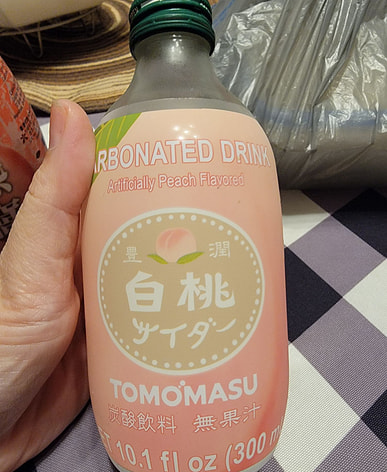 ARBONATED DRINK
Artificially Peach Flavored
豊 潤
白桃
サイダー
TOMOMASU
炭酸飲料 無果汁
10.1 fl oz (300 m